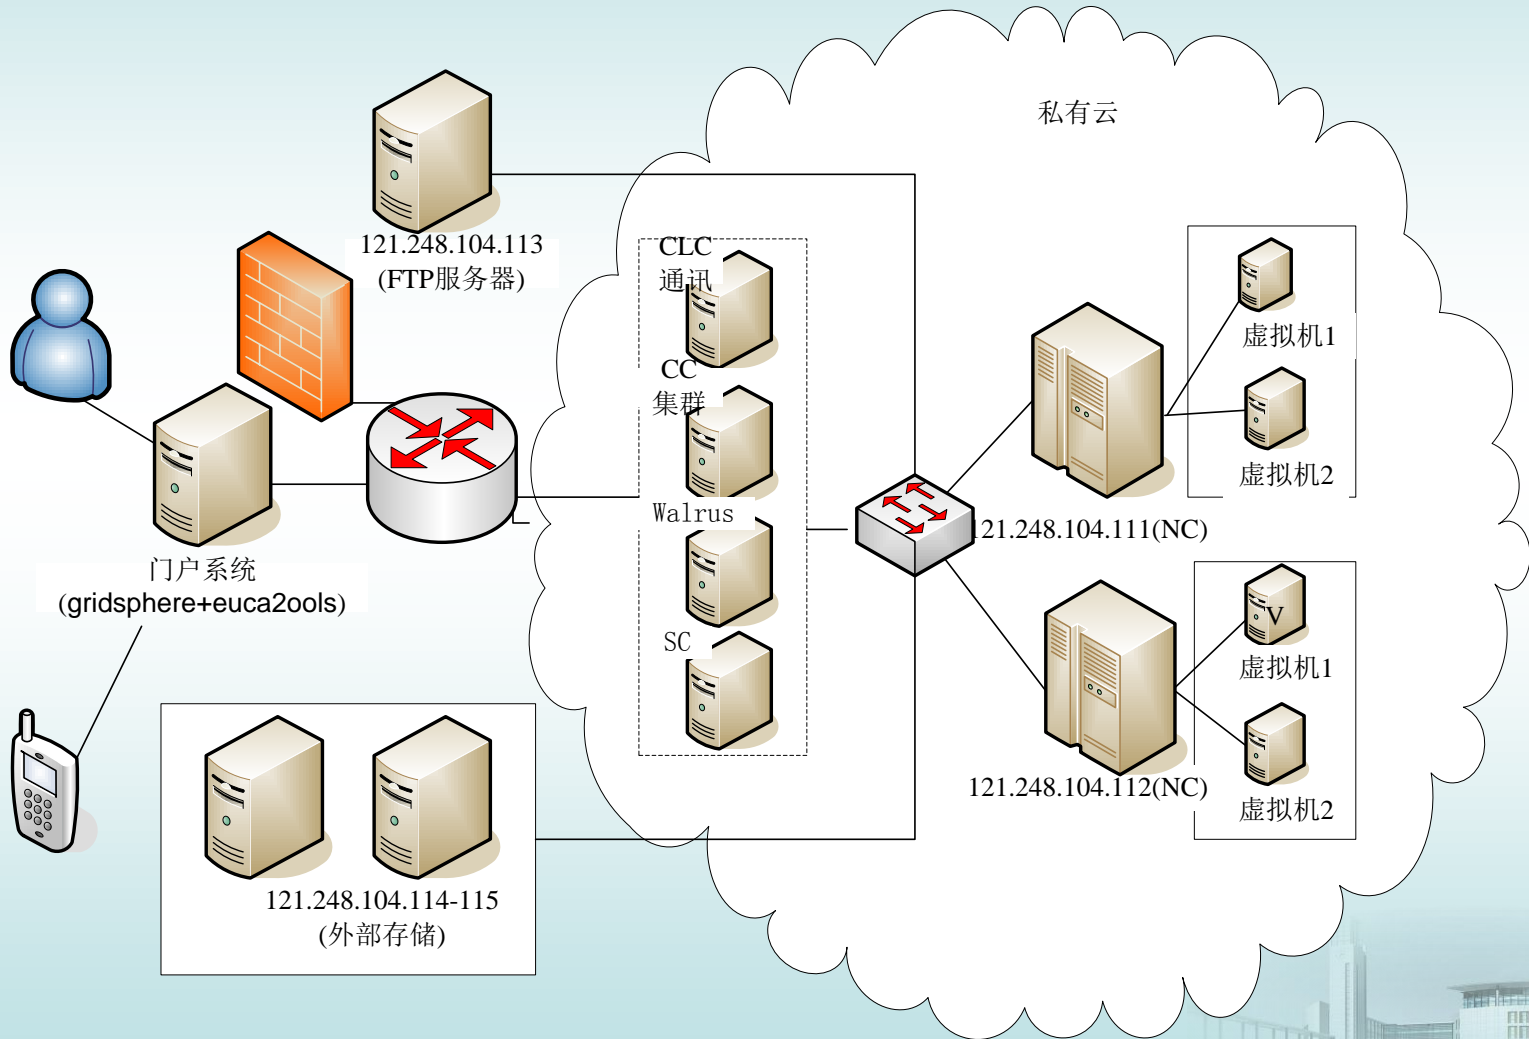 私有云
121.248.104.113
(FTP服务器)
CLC
通讯
CC
集群
Walrus
SC
门户系统
(gridsphere+euca2ools)
121.248.104.114-115
(外部存储)
121.248.104.111(NC)
虚拟机1
虚拟机2
121.248.104.112(NC)
V
虚拟机1
虚拟机2